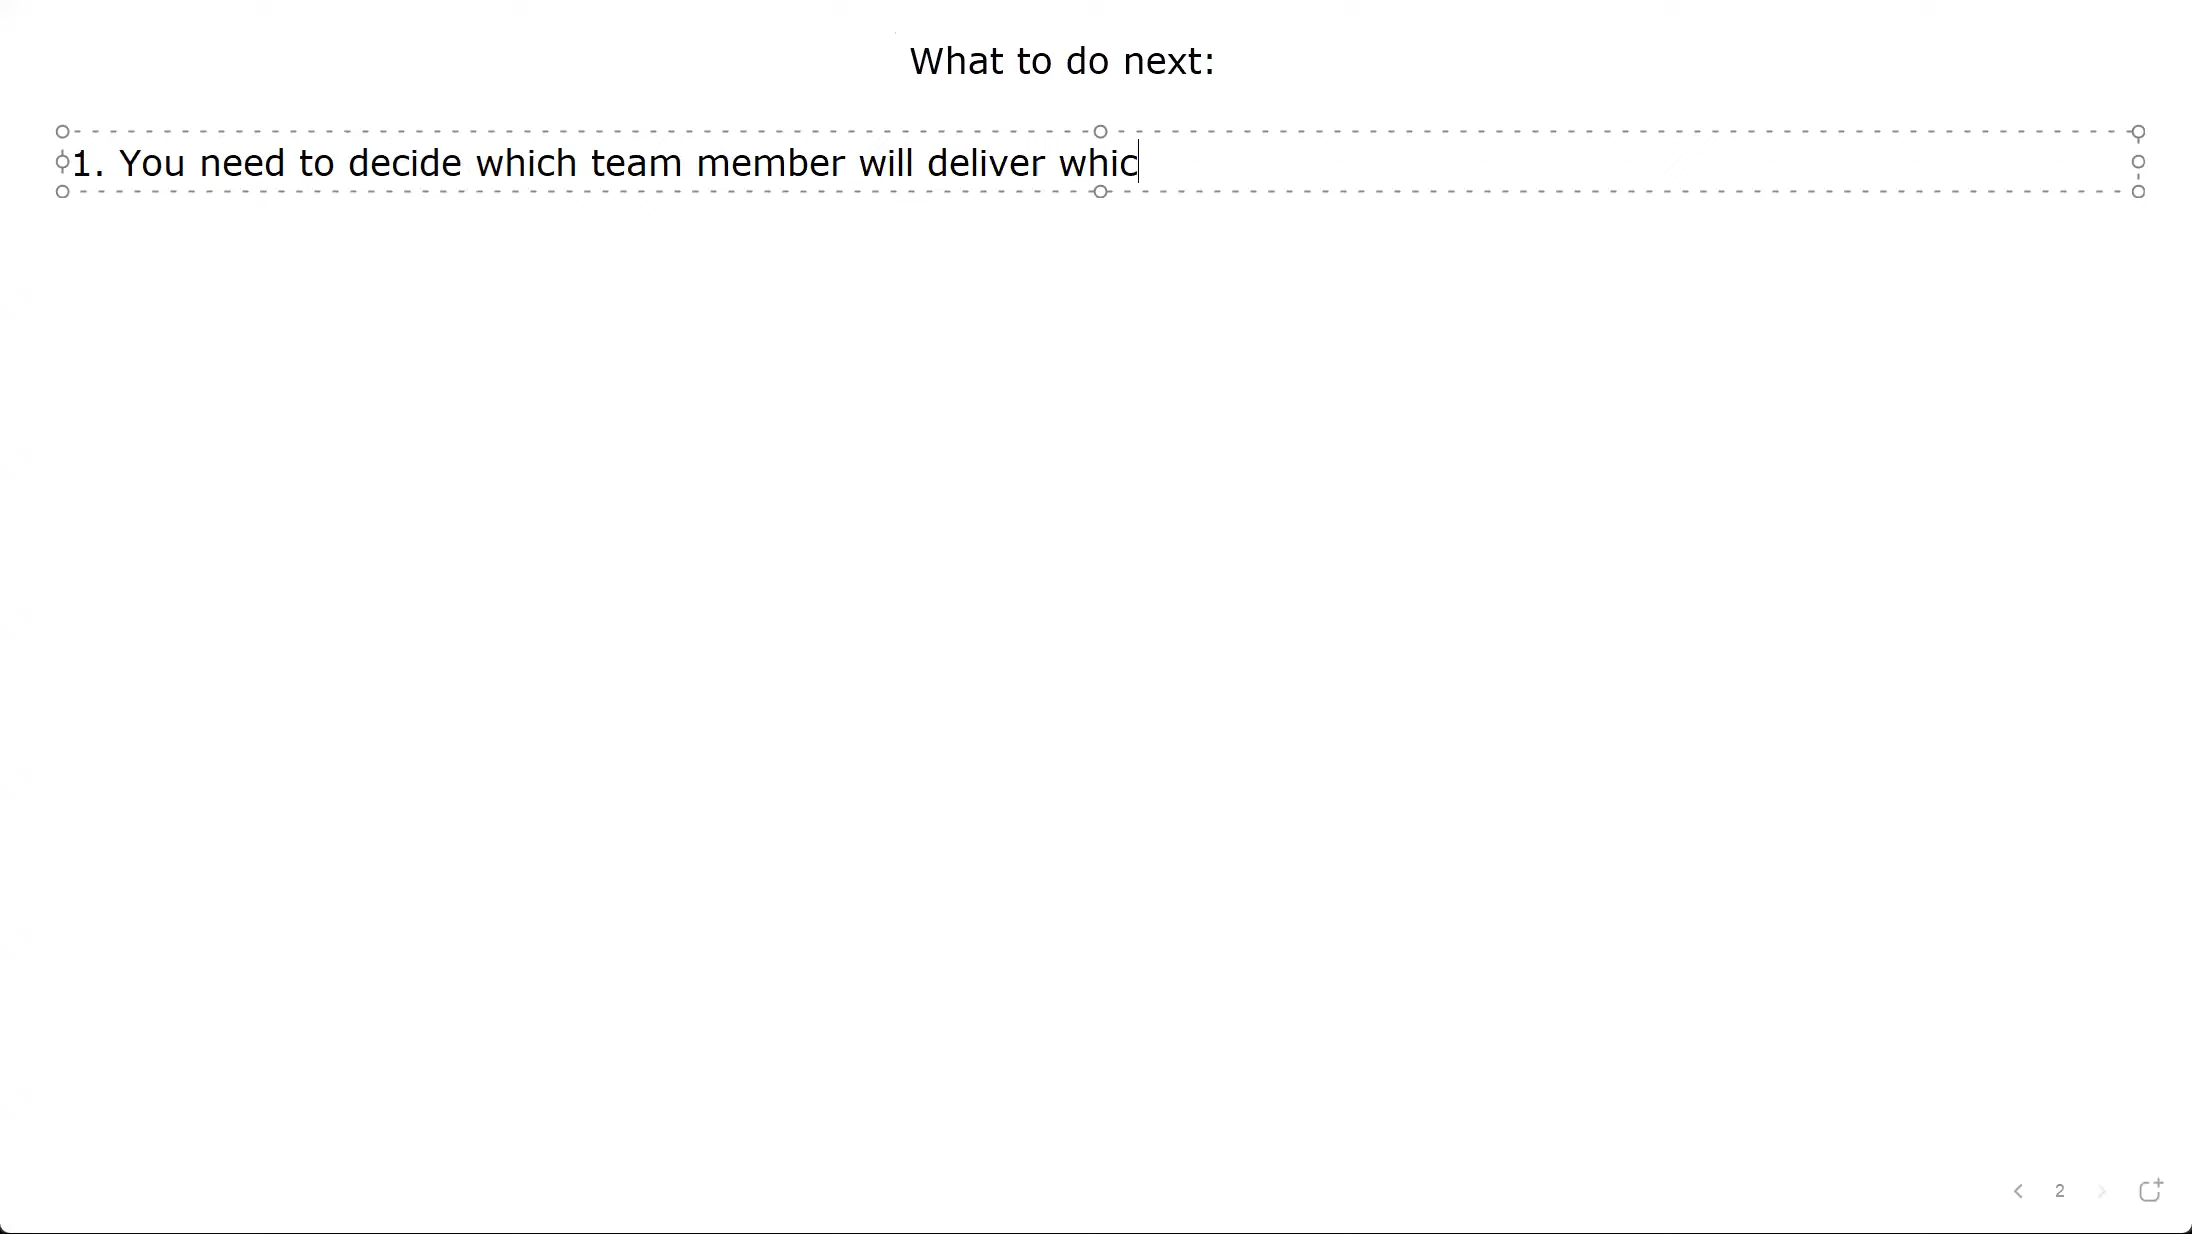 What to do next:
1. You need to decide which team member will deliver whic
2